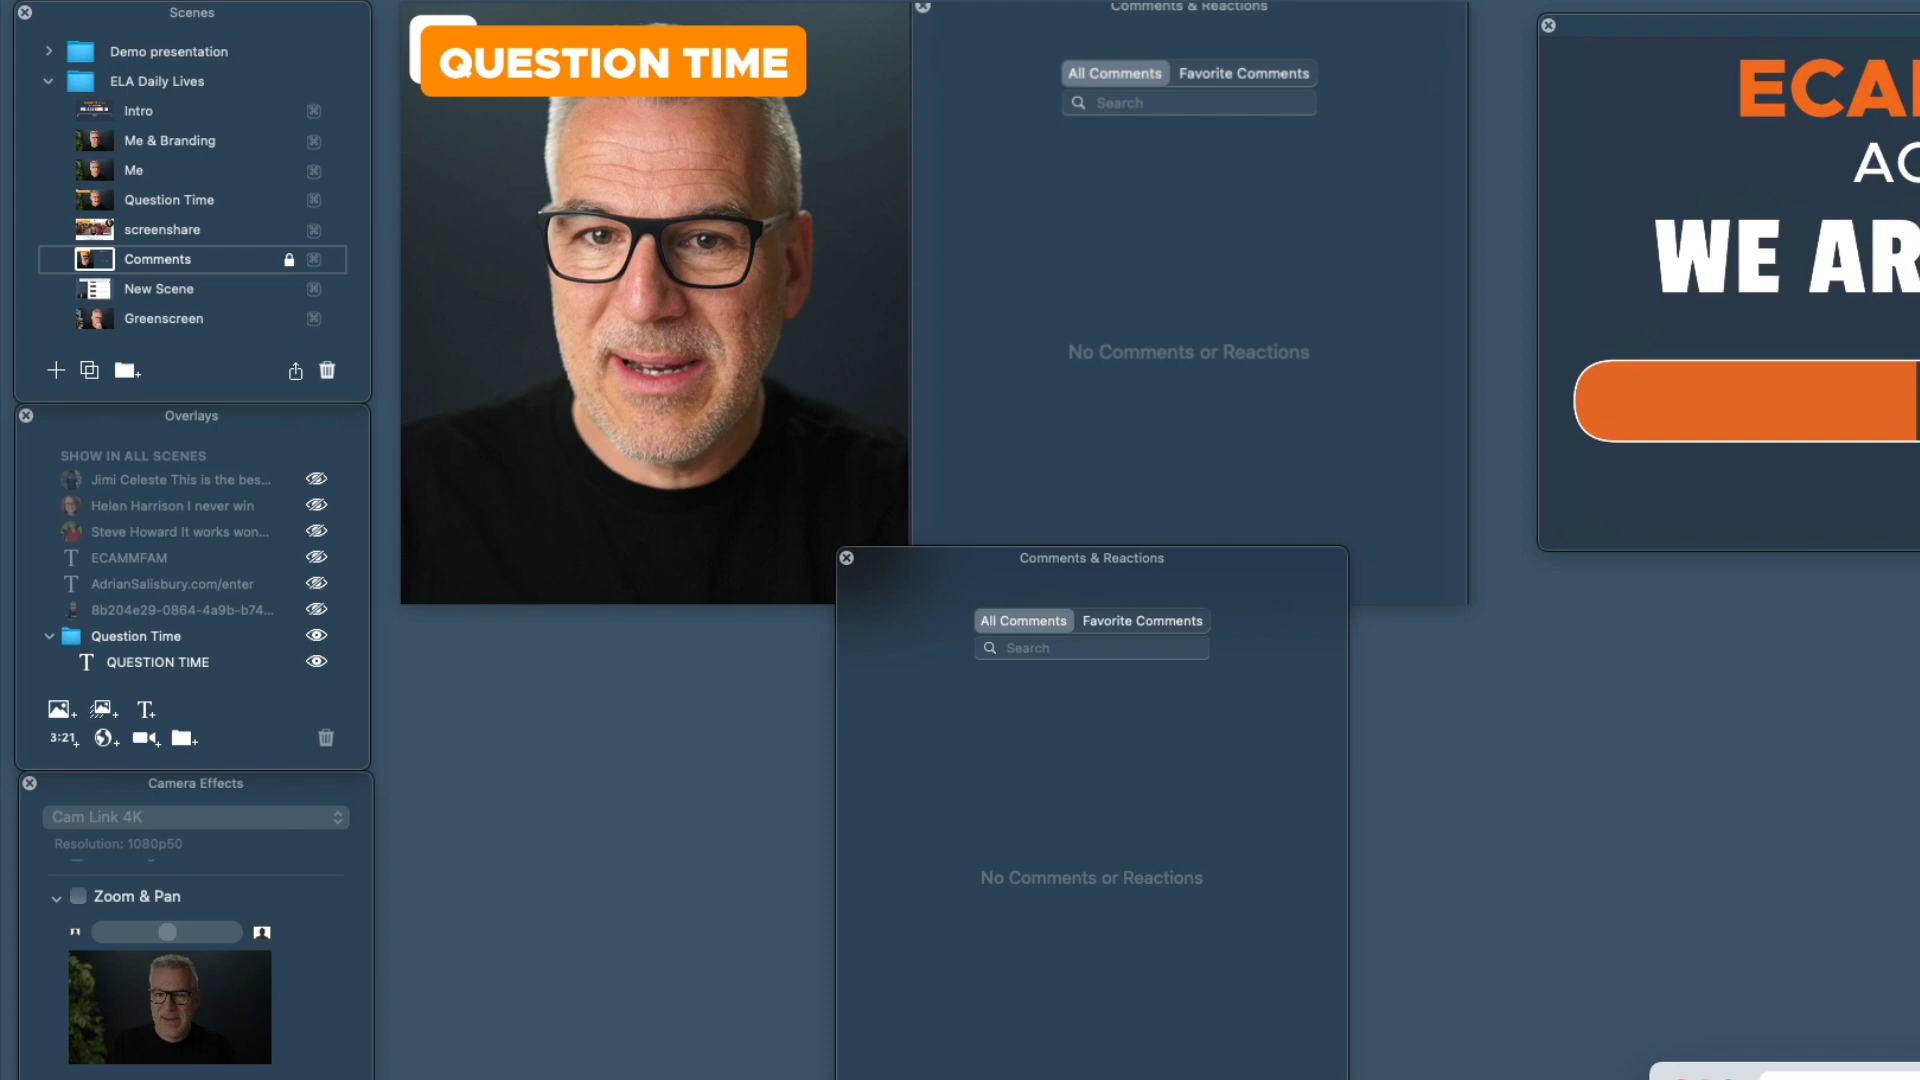 Scenes
Demo presentation
ELA Daily Lives
Intro
Me & Branding
Me
Question Time
screenshare
Comments
New Scene
Greenscreen
Overlays
SHOW IN ALL SCENES
Jimi Celeste This is the bes...
Helen Harrison I never win
Steve Howard It works won...
ECAMMFAM
AdrianSalisbury.com/enter
8b204e29-0864-4a9b-b74...
Question Time
QUESTION TIME
3:21
Camera Effects
Cam Link 4K
Resolution: 1080p50
Zoom & Pan
QUESTION TIME
Comments & Reactions
All Comments Favorite Comments
Search
No Comments or Reactions
Comments & Reactions
All Comments Favorite Comments
Search
No Comments or Reactions
WE